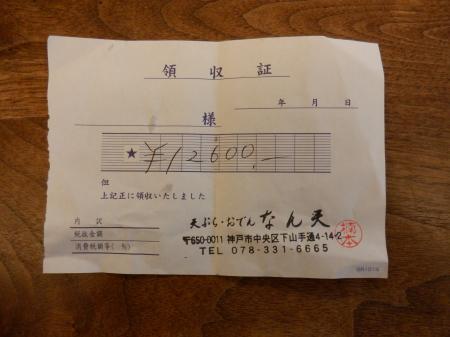 領収証
年 月 日
様
★ ¥12600.—
但
上記正に領収いたしました
内訳
税抜金額
消費税額等( %)
天ぷら・おでん なん天
〒650-0011 神戸市中央区下山手通4-14-2
TEL 078-331-6665